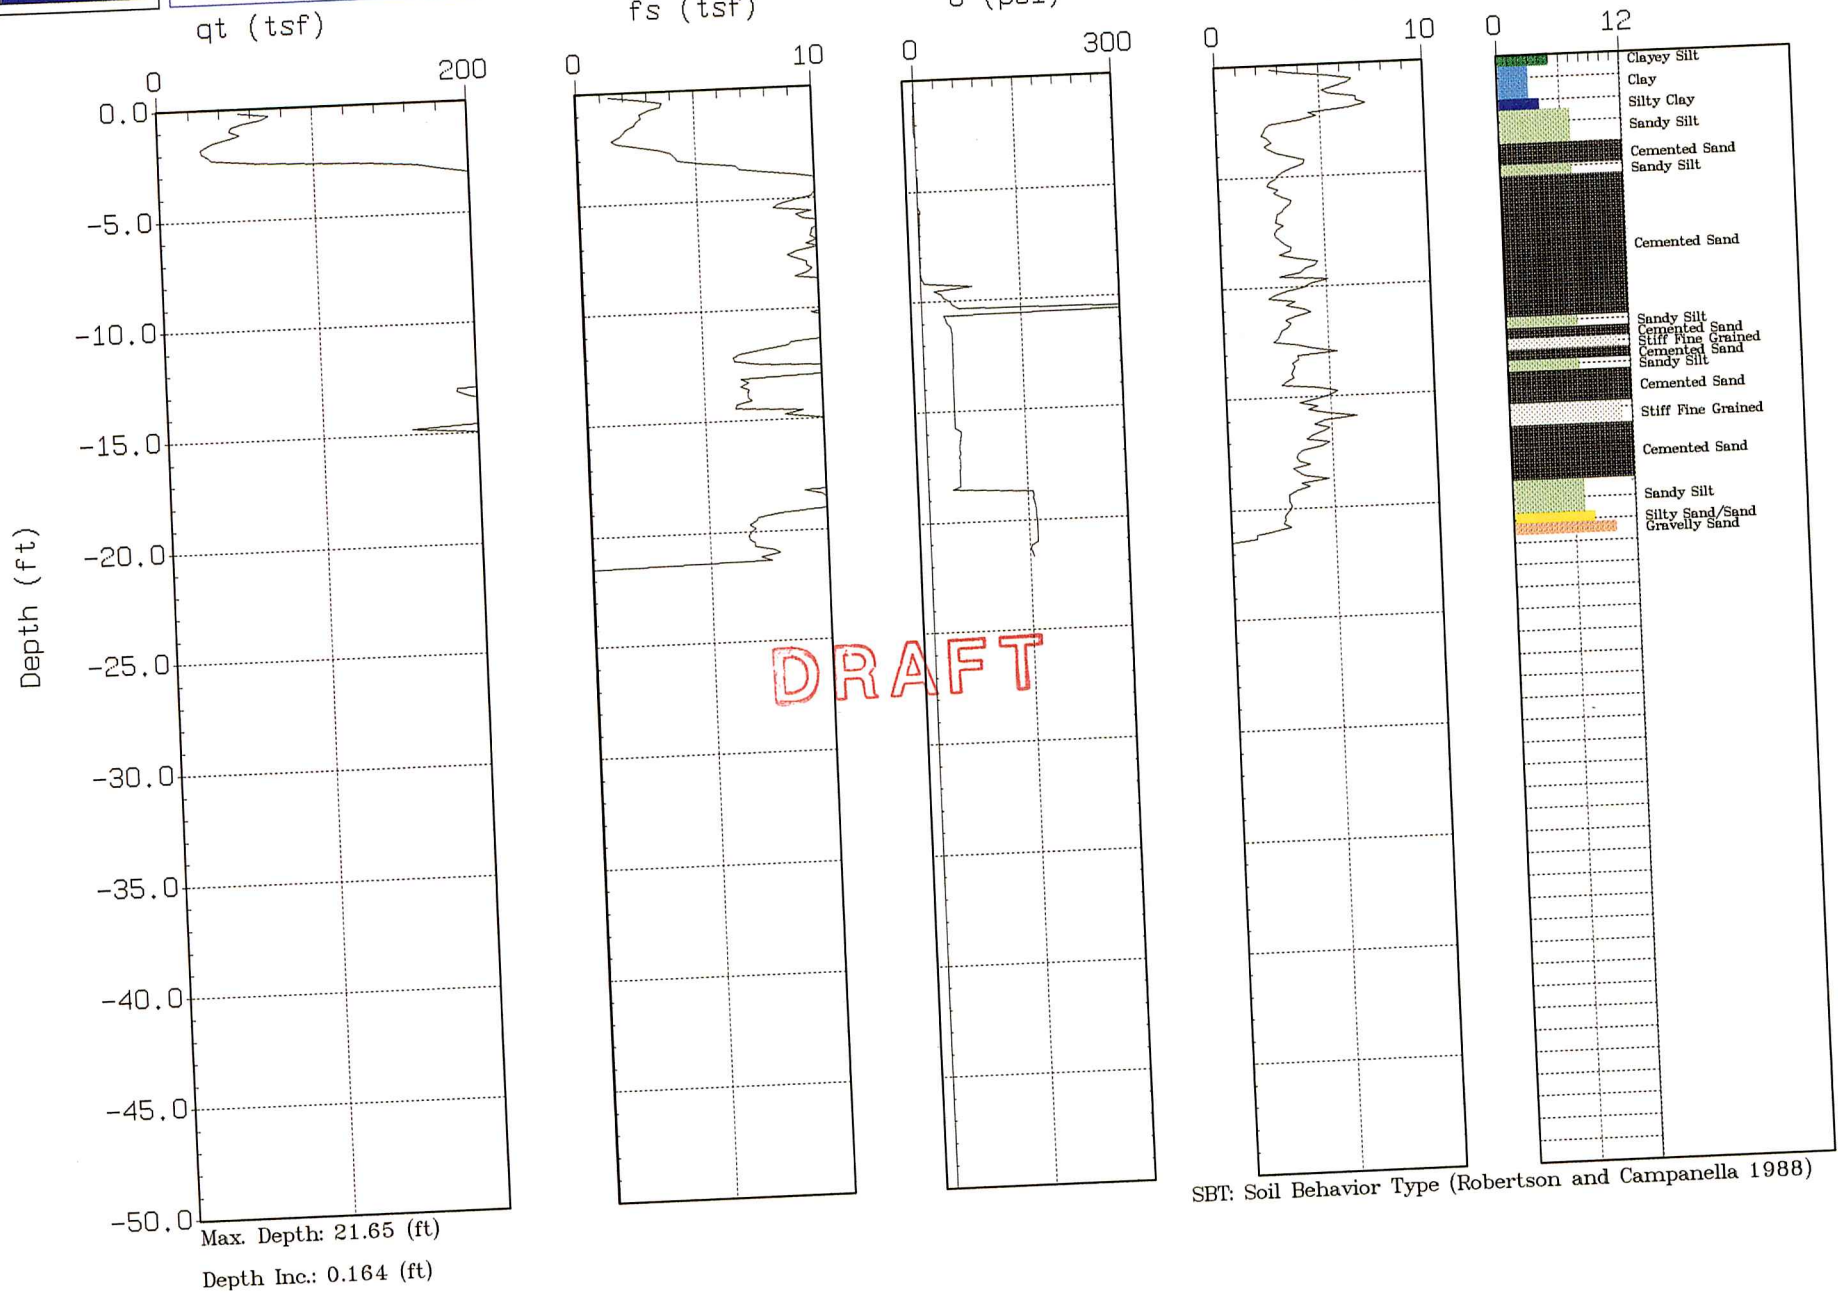 qt (tsf)
fs (tsf)
0
200
0
10
0
300
0
10
0
12
Depth (ft)
0.0
-5.0
-10.0
-15.0
-20.0
-25.0
-30.0
-35.0
-40.0
-45.0
-50.0
Clayey Silt
Clay
Silty Clay
Sandy Silt
Cemented Sand
Sandy Silt
Cemented Sand
Sandy Silt
Cemented Sand
Stiff Fine Grained
Cemented Sand
Sandy Silt
Cemented Sand
Stiff Fine Grained
Cemented Sand
Sandy Silt
Silty Sand/Sand
Gravelly Sand
DRAFT
SBT: Soil Behavior Type (Robertson and Campanella 1988)
Max. Depth: 21.65 (ft)
Depth Inc.: 0.164 (ft)